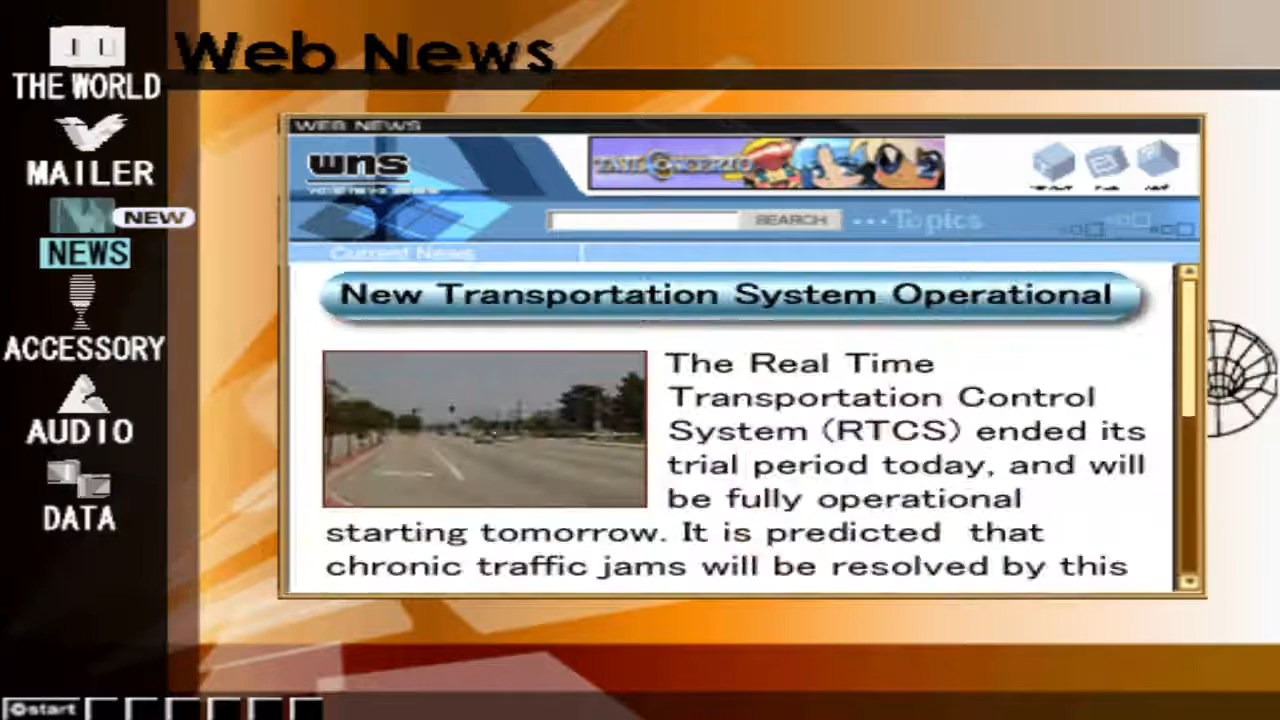 Web News
THE WORLD
MAILER
NEW
NEWS
ACCESSORY
AUDIO
DATA
WEB NEWS
wns
TAIL CONCERTO
SEARCH
...Topics
Current News
New Transportation System Operational
The Real Time
Transportation Control
System (RTCS) ended its
trial period today, and will
be fully operational
starting tomorrow. It is predicted that
chronic traffic jams will be resolved by this
start